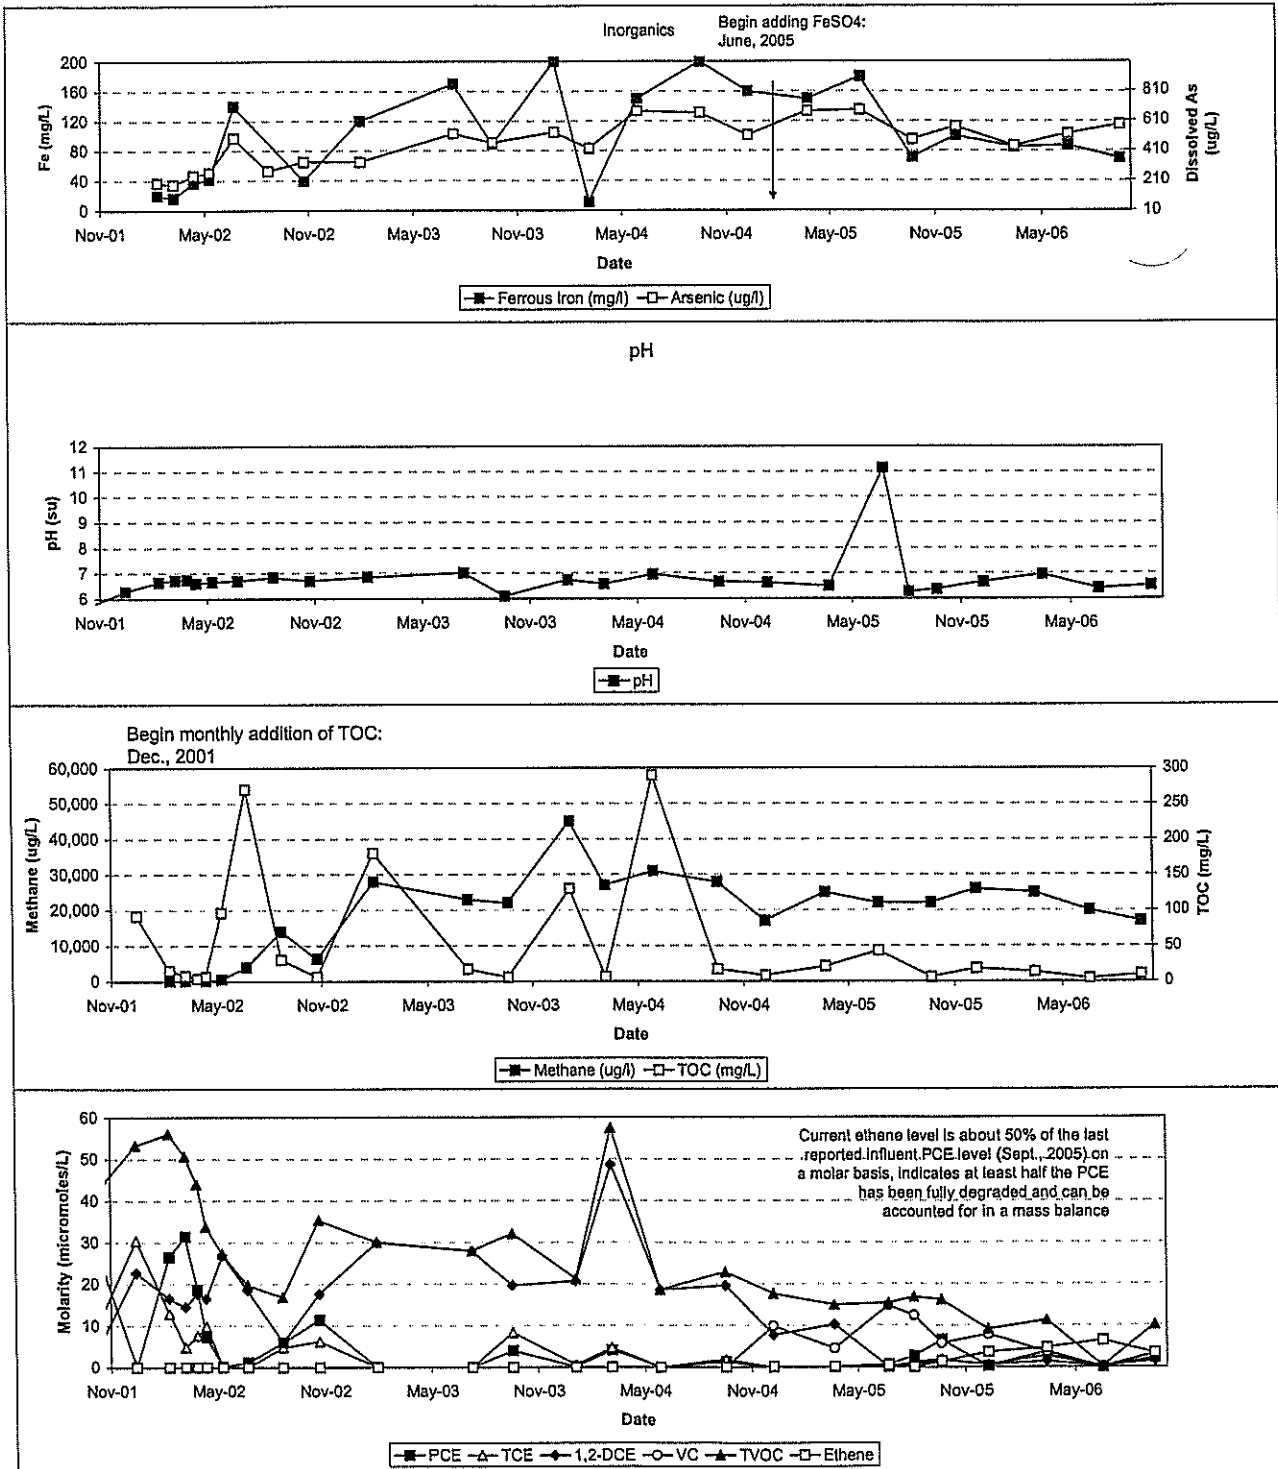 Inorganics
Begin adding FeSO4:
June, 2005
200
160
120
80
40
0
Fe (mg/L)
810
610
410
210
10
Dissolved As
(ug/L)
Nov-01 May-02 Nov-02 May-03 Nov-03 May-04 Nov-04 May-05 Nov-05 May-06
Date
Ferrous Iron (mg/l) Arsenic (ug/l)
pH
12
11
10
9
8
7
6
pH (su)
Nov-01 May-02 Nov-02 May-03 Nov-03 May-04 Nov-04 May-05 Nov-05 May-06
Date
pH
Begin monthly addition of TOC:
Dec., 2001
60,000
50,000
40,000
30,000
20,000
10,000
0
Methane (ug/L)
300
250
200
150
100
50
0
TOC (mg/L)
Nov-01 May-02 Nov-02 May-03 Nov-03 May-04 Nov-04 May-05 Nov-05 May-06
Date
Methane (ug/l) TOC (mg/L)
60
50
40
30
20
10
0
Molarity (micromoles/L)
Current ethene level is about 50% of the last
reported influent PCE level (Sept., 2005) on
a molar basis, indicates at least half the PCE
has been fully degraded and can be
accounted for in a mass balance
Nov-01 May-02 Nov-02 May-03 Nov-03 May-04 Nov-04 May-05 Nov-05 May-06
Date
PCE TCE 1,2-DCE VC TVOC Ethene